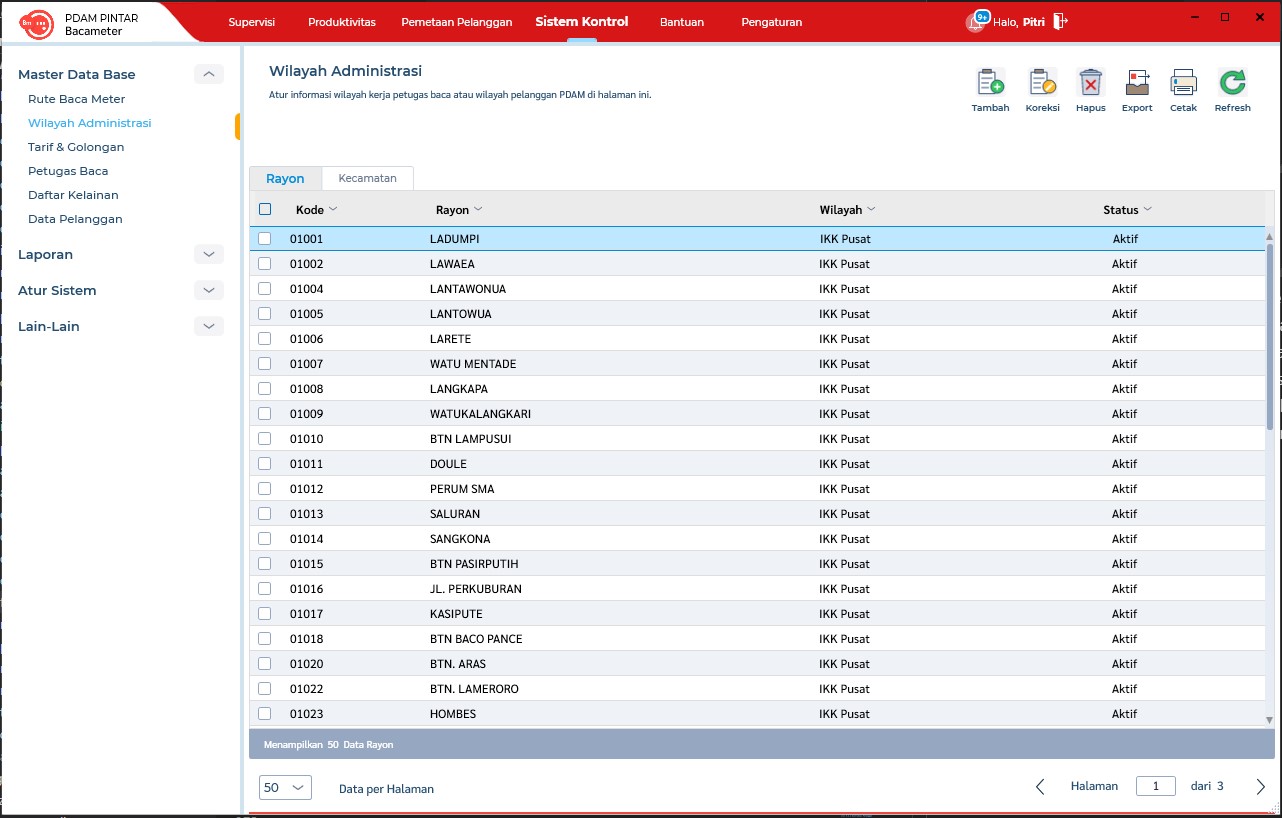 PDAM PINTAR
Bacameter
Supervisi Produktivitas Pemetaan Pelanggan Sistem Kontrol Bantuan Pengaturan
9+ Halo, Pitri
Master Data Base
Rute Baca Meter
Wilayah Administrasi
Tarif & Golongan
Petugas Baca
Daftar Kelainan
Data Pelanggan
Laporan
Atur Sistem
Lain-Lain
Wilayah Administrasi
Atur informasi wilayah kerja petugas baca atau wilayah pelanggan PDAM di halaman ini.
Tambah Koreksi Hapus Export Cetak Refresh
Rayon Kecamatan
Kode Rayon Wilayah Status
01001 LADUMPI IKK Pusat Aktif
01002 LAWAEA IKK Pusat Aktif
01004 LANTAWONUA IKK Pusat Aktif
01005 LANTOWUA IKK Pusat Aktif
01006 LARETE IKK Pusat Aktif
01007 WATU MENTADE IKK Pusat Aktif
01008 LANGKAPA IKK Pusat Aktif
01009 WATUKALANGKARI IKK Pusat Aktif
01010 BTN LAMPUSUI IKK Pusat Aktif
01011 DOULE IKK Pusat Aktif
01012 PERUM SMA IKK Pusat Aktif
01013 SALURAN IKK Pusat Aktif
01014 SANGKONA IKK Pusat Aktif
01015 BTN PASIRPUTIH IKK Pusat Aktif
01016 JL. PERKUBURAN IKK Pusat Aktif
01017 KASIPUTE IKK Pusat Aktif
01018 BTN BACO PANCE IKK Pusat Aktif
01020 BTN. ARAS IKK Pusat Aktif
01022 BTN. LAMERORO IKK Pusat Aktif
01023 HOMBES IKK Pusat Aktif
Menampilkan 50 Data Rayon
50 Data per Halaman
Halaman 1 dari 3